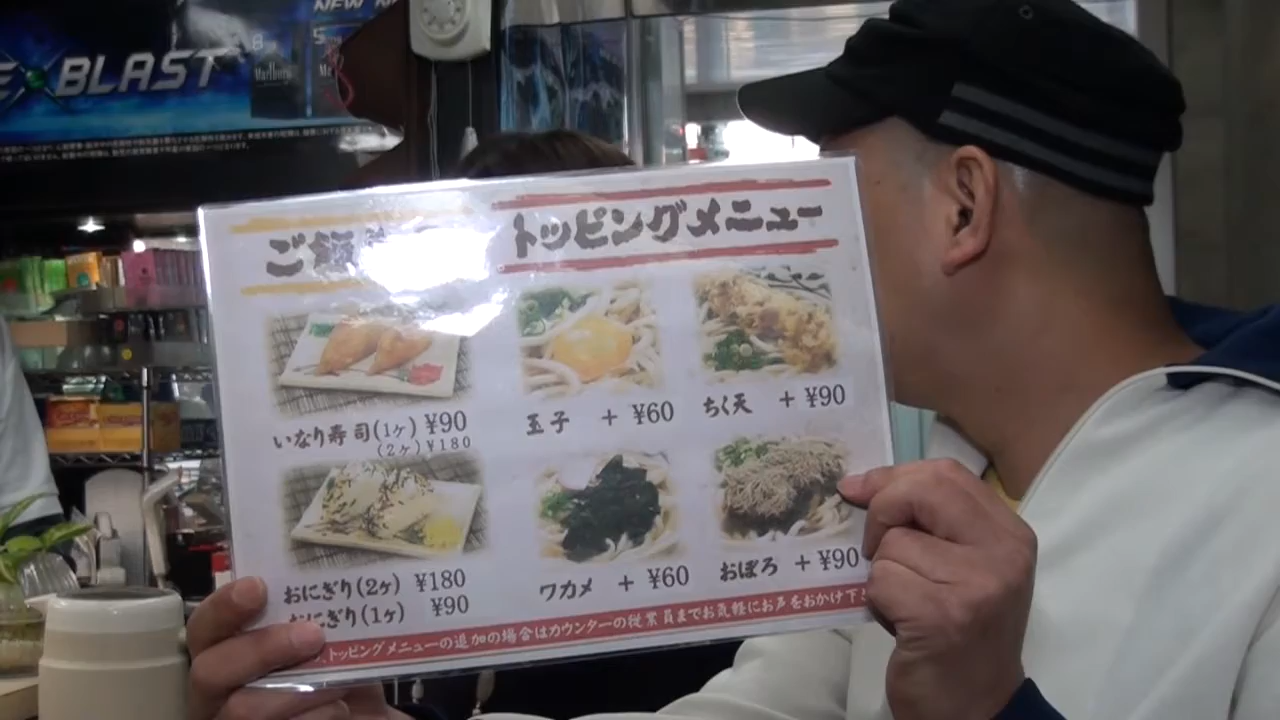 BLAST
Marlboro
トッピングメニュー
いなり寿司(1ヶ) ¥90
(2ヶ)¥180
おにぎり(2ヶ) ¥180
おにぎり(1ヶ) ¥90
玉子 +¥60
ちく天 +¥90
ワカメ +¥60
おぼろ +¥90
トッピングメニューの追加の場合はカウンターの従業員までお気軽にお声をおかけ下